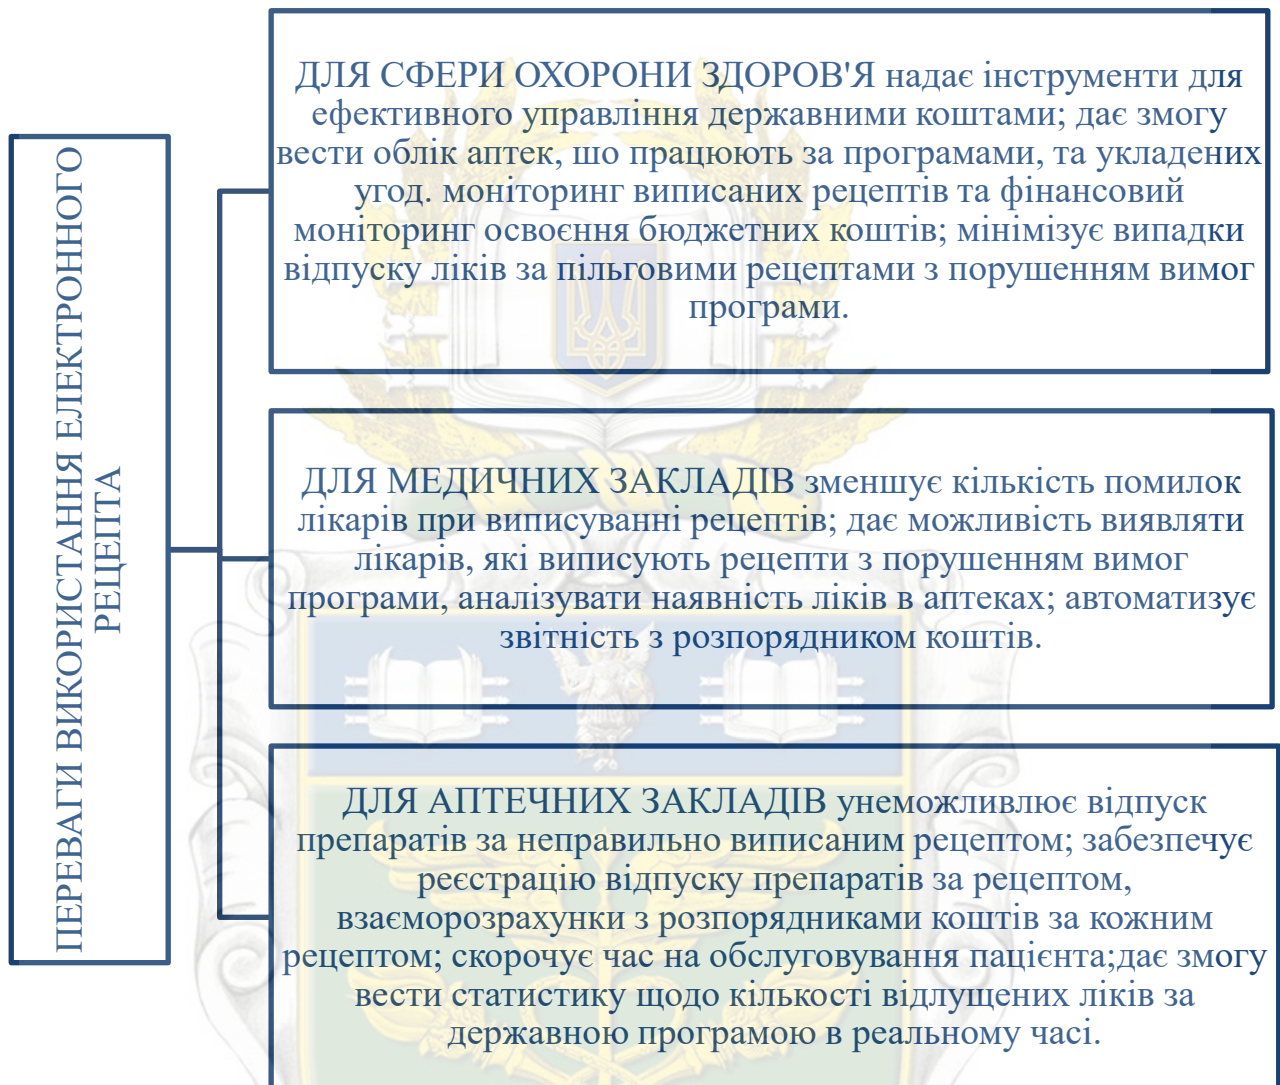 ПЕРЕВАГИ ВИКОРИСТАННЯ ЕЛЕКТРОННОГО
РЕЦЕПТА
ДЛЯ СФЕРИ ОХОРОНИ ЗДОРОВ'Я надає інструменти для
ефективного управління державними коштами; дає змогу
вести облік аптек, шо працюють за програмами, та укладених
угод. моніторинг виписаних рецептів та фінансовий
моніторинг освоєння бюджетних коштів; мінімізує випадки
відпуску ліків за пільговими рецептами з порушенням вимог
програми.
ДЛЯ МЕДИЧНИХ ЗАКЛАДІВ зменшує кількість помилок
лікарів при виписуванні рецептів; дає можливість виявляти
лікарів, які виписують рецепти з порушенням вимог
програми, аналізувати наявність ліків в аптеках; автоматизує
звітність з розпорядником коштів.
ДЛЯ АПТЕЧНИХ ЗАКЛАДІВ унеможливлює відпуск
препаратів за неправильно виписаним рецептом; забезпечує
реєстрацію відпуску препаратів за рецептом,
взаєморозрахунки з розпорядниками коштів за кожним
рецептом; скорочує час на обслуговування пацієнта;дає змогу
вести статистику щодо кількості відлущених ліків за
державною програмою в реальному часі.